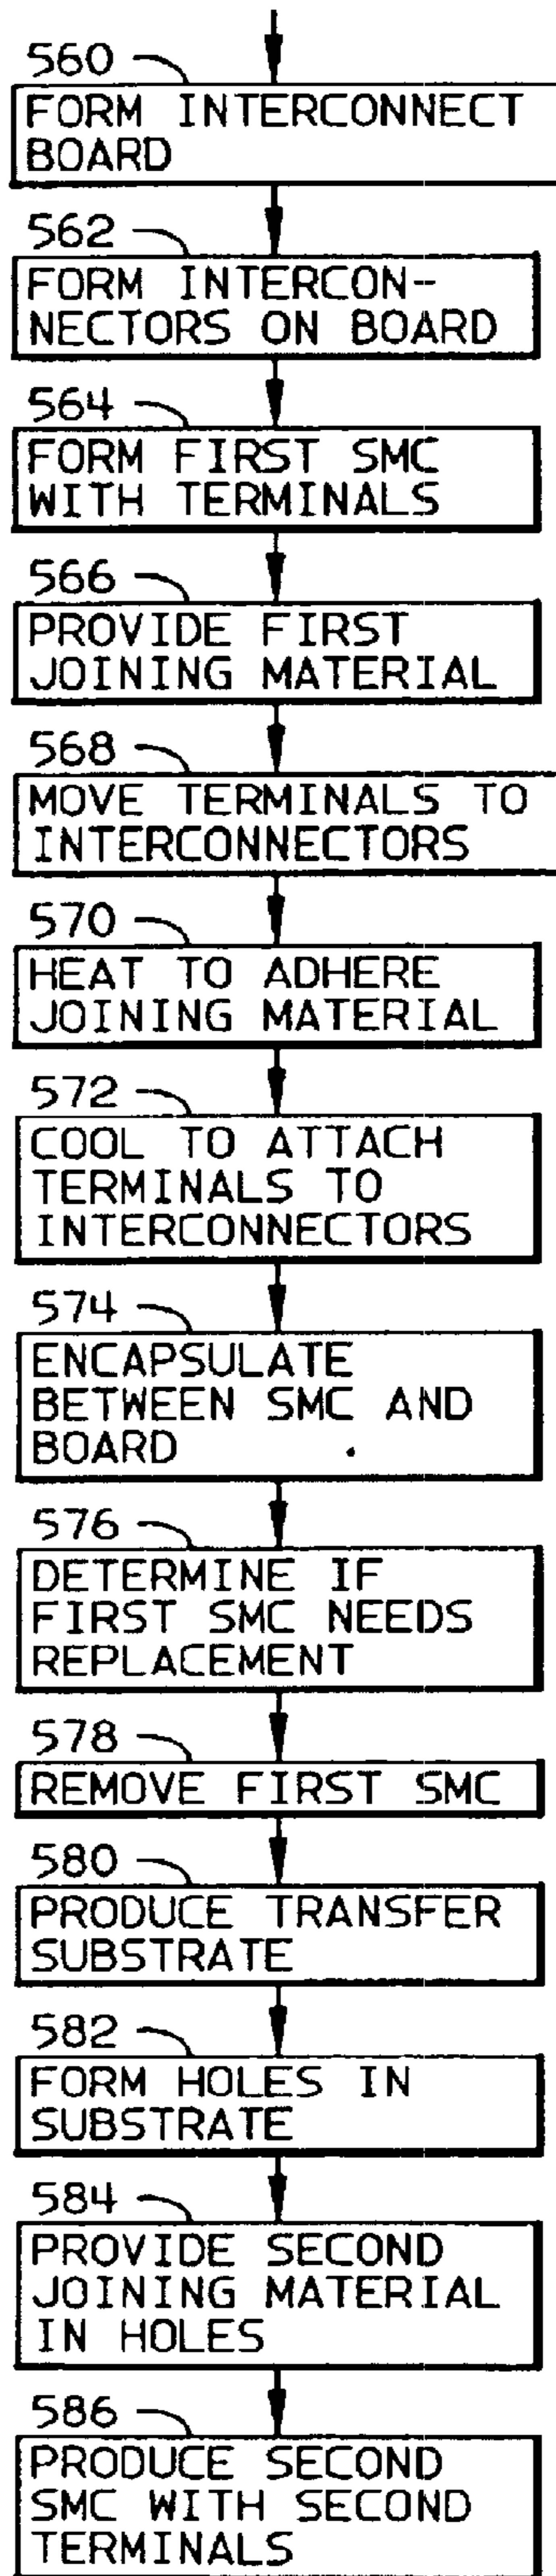 560
FORM INTERCONNECT
BOARD
562
FORM INTERCON-
NECTORS ON BOARD
564
FORM FIRST SMC
WITH TERMINALS
566
PROVIDE FIRST
JOINING MATERIAL
568
MOVE TERMINALS TO
INTERCONNECTORS
570
HEAT TO ADHERE
JOINING MATERIAL
572
COOL TO ATTACH
TERMINALS TO
INTERCONNECTORS
574
ENCAPSULATE
BETWEEN SMC AND
BOARD
576
DETERMINE IF
FIRST SMC NEEDS
REPLACEMENT
578
REMOVE FIRST SMC
580
PRODUCE TRANSFER
SUBSTRATE
582
FORM HOLES IN
SUBSTRATE
584
PROVIDE SECOND
JOINING MATERIAL
IN HOLES
586
PRODUCE SECOND
SMC WITH SECOND
TERMINALS